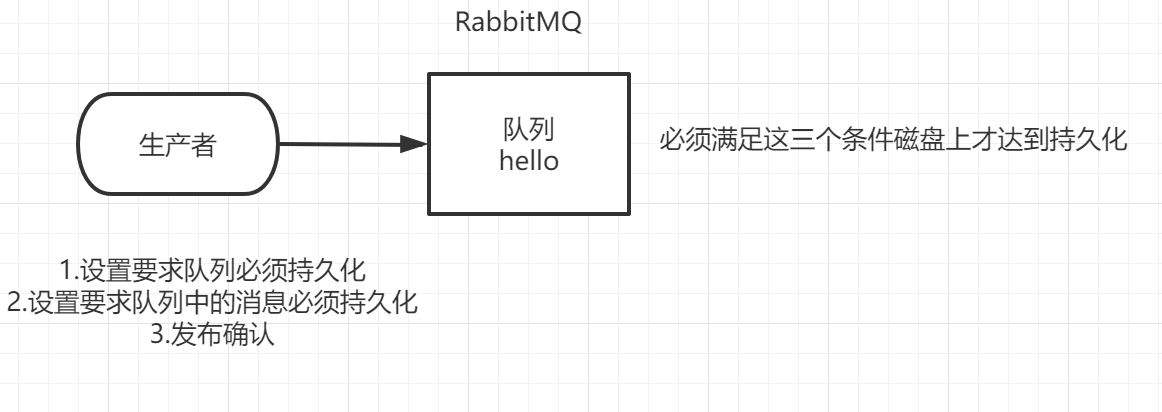 RabbitMQ
生产者
队列
hello
必须满足这三个条件磁盘上才达到持久化
1.设置要求队列必须持久化
2.设置要求队列中的消息必须持久化
3.发布确认